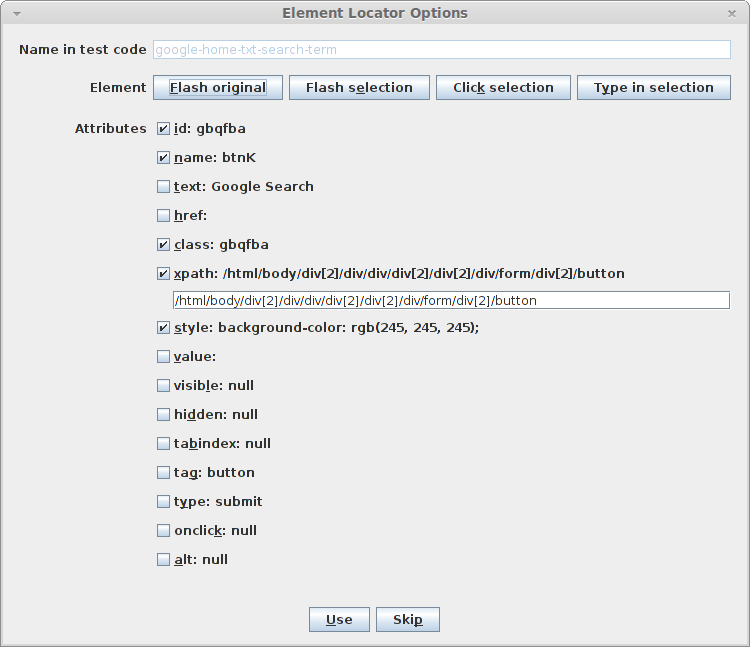 Element Locator Options
Name in test code google-home-txt-search-term
Element Flash original Flash selection Click selection Type in selection
Attributes id: gbqfba
name: btnK
text: Google Search
href:
class: gbqfba
xpath: /html/body/div[2]/div/div/div[2]/div[2]/div/form/div[2]/button
/html/body/div[2]/div/div/div[2]/div[2]/div/form/div[2]/button
style: background-color: rgb(245, 245, 245);
value:
visible: null
hidden: null
tabindex: null
tag: button
type: submit
onclick: null
alt: null
Use Skip